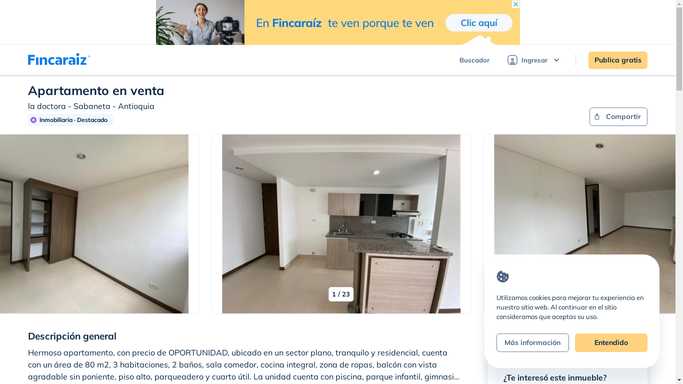 En Fincaraíz te ven porque te ven
Clic aquí
Fincaraiz
Buscador
Ingresar
Publica gratis
Apartamento en venta
la doctora - Sabaneta - Antioquia
Inmobiliaria · Destacado
Compartir
1 / 23
Utilizamos cookies para mejorar tu experiencia en
nuestro sitio web. Al continuar en el sitio
consideramos que aceptas su uso.
Más información
Entendido
Descripción general
Hermoso apartamento, con precio de OPORTUNIDAD, ubicado en un sector plano, tranquilo y residencial, cuenta
con un área de 80 m2, 3 habitaciones, 2 baños, sala comedor, cocina integral, zona de ropas, balcón con vista
agradable sin poniente, piso alto, parqueadero y cuarto útil. La unidad cuenta con piscina, parque infantil, gimnasi...
¿Te interesó este inmueble?